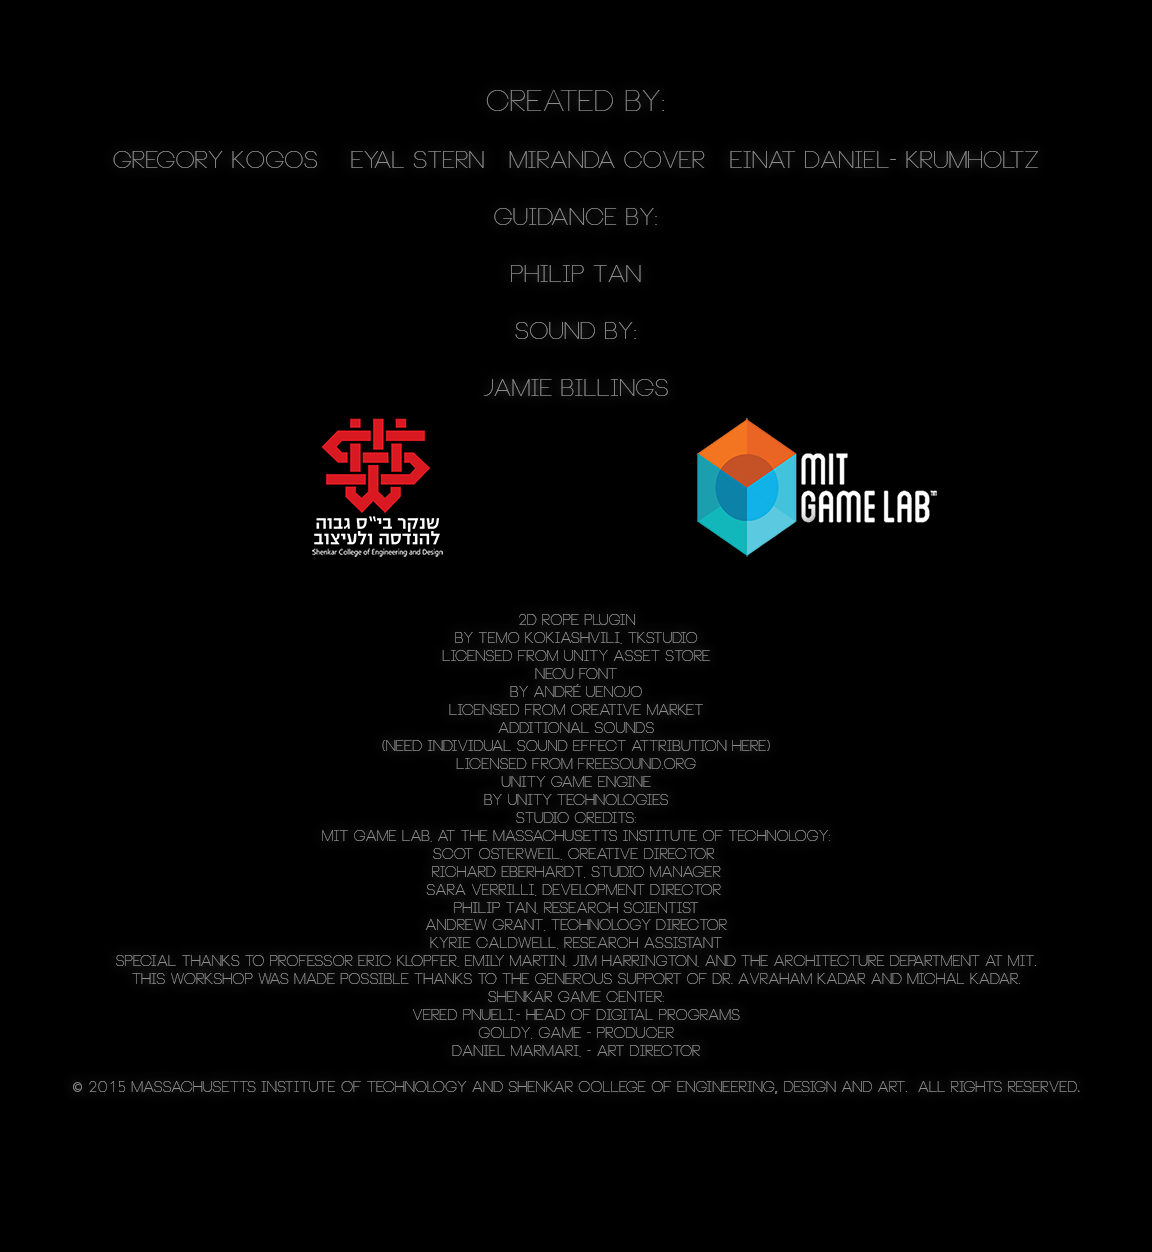 CREATED BY:
GREGORY KOGOS EYAL STERN MIRANDA COVER EINAT DANIEL- KRUMHOLTZ
GUIDANCE BY:
PHILIP TAN
SOUND BY:
JAMIE BILLINGS
שנקר בי"ס גבוה
להנדסה ולעיצוב
Shenkar College of Engineering and Design
MIT
GAME LAB™
2D ROPE PLUGIN
BY TEMO KOKIASHVILI, TKSTUDIO
LICENSED FROM UNITY ASSET STORE
NEOU FONT
BY ANDRÉ UENOJO
LICENSED FROM CREATIVE MARKET
ADDITIONAL SOUNDS
(NEED INDIVIDUAL SOUND EFFECT ATTRIBUTION HERE)
LICENSED FROM FREESOUND.ORG
UNITY GAME ENGINE
BY UNITY TECHNOLOGIES
STUDIO CREDITS:
MIT GAME LAB, AT THE MASSACHUSETTS INSTITUTE OF TECHNOLOGY:
SCOT OSTERWEIL, CREATIVE DIRECTOR
RICHARD EBERHARDT, STUDIO MANAGER
SARA VERRILLI, DEVELOPMENT DIRECTOR
PHILIP TAN, RESEARCH SCIENTIST
ANDREW GRANT, TECHNOLOGY DIRECTOR
KYRIE CALDWELL, RESEARCH ASSISTANT
SPECIAL THANKS TO PROFESSOR ERIC KLOPFER, EMILY MARTIN, JIM HARRINGTON, AND THE ARCHITECTURE DEPARTMENT AT MIT.
THIS WORKSHOP WAS MADE POSSIBLE THANKS TO THE GENEROUS SUPPORT OF DR. AVRAHAM KADAR AND MICHAL KADAR.
SHENKAR GAME CENTER:
VERED PNUELI,- HEAD OF DIGITAL PROGRAMS
GOLDY, GAME - PRODUCER
DANIEL MARMARI, - ART DIRECTOR
© 2015 MASSACHUSETTS INSTITUTE OF TECHNOLOGY AND SHENKAR COLLEGE OF ENGINEERING, DESIGN AND ART. ALL RIGHTS RESERVED.